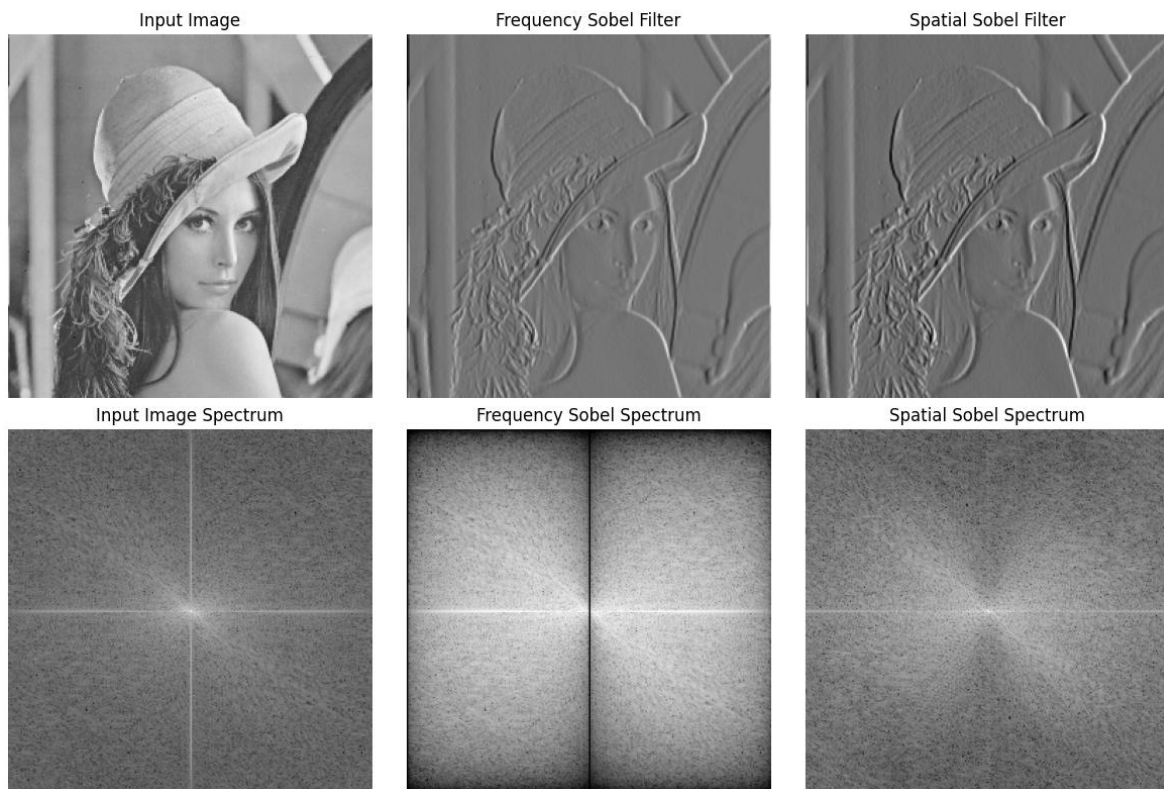 Input Image
Frequency Sobel Filter
Spatial Sobel Filter
Input Image Spectrum
Frequency Sobel Spectrum
Spatial Sobel Spectrum